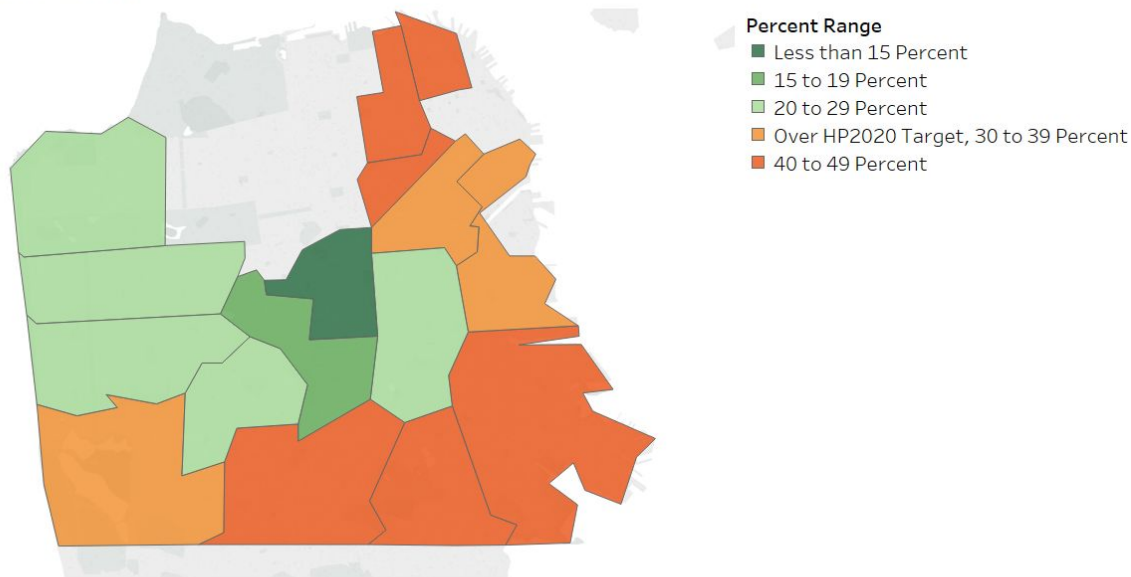 Percent Range
Less than 15 Percent
15 to 19 Percent
20 to 29 Percent
Over HP2020 Target, 30 to 39 Percent
40 to 49 Percent